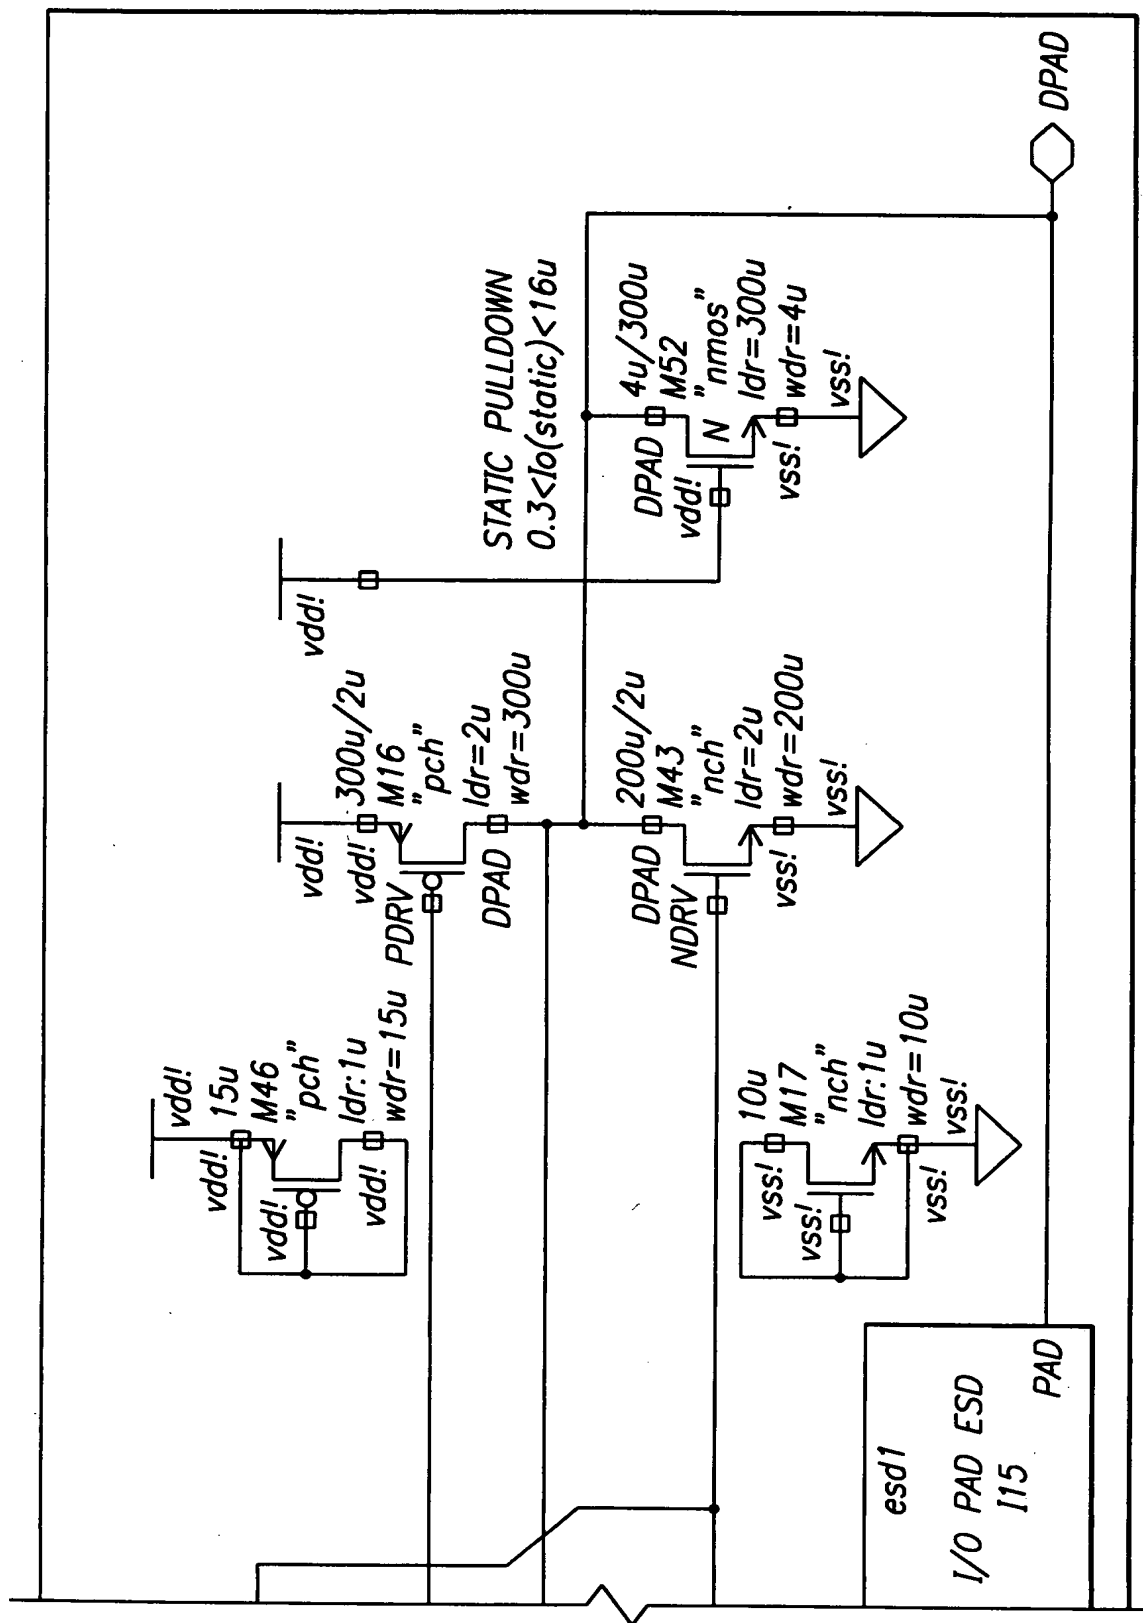 vdd!
15u
vdd!
M46
"pch"
vdd!
ldr:1u
vdd!
wdr=15u
vdd!
300u/2u
vdd!
M16
"pch"
PDRV
ldr=2u
DPAD
wdr=300u
vdd!
STATIC PULLDOWN
0.3<Io(static)<16u
10u
vss!
M17
"nch"
vss!
ldr:1u
wdr=10u
vss!
vss!
200u/2u
DPAD
M43
NDRV
"nch"
ldr=2u
vss!
wdr=200u
vss!
4u/300u
DPAD
M52
vdd!
N
"nmos"
ldr=300u
vss!
wdr=4u
vss!
esd1
I/O PAD ESD
I15
PAD
DPAD